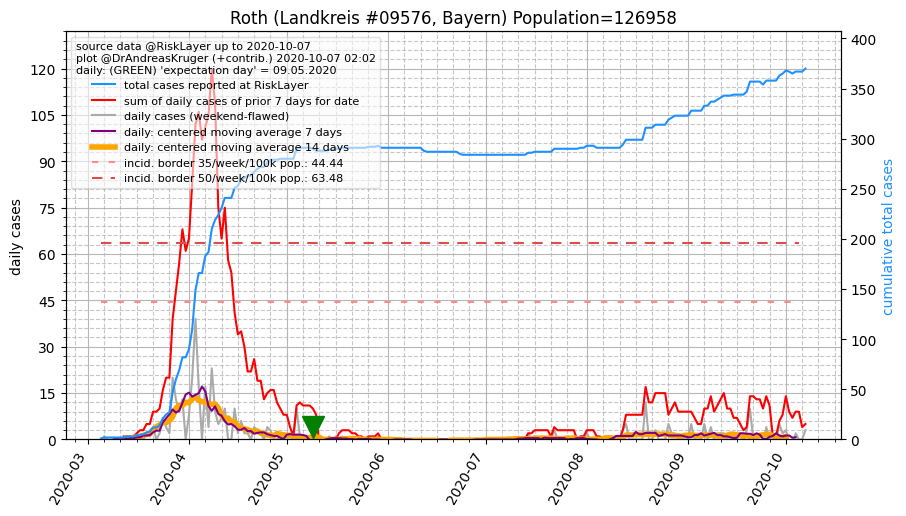 Roth (Landkreis #09576, Bayern) Population=126958
source data @RiskLayer up to 2020-10-07
plot @DrAndreasKruger (+contrib.) 2020-10-07 02:02
daily: (GREEN) 'expectation day' = 09.05.2020
total cases reported at RiskLayer
sum of daily cases of prior 7 days for date
daily cases (weekend-flawed)
daily: centered moving average 7 days
daily: centered moving average 14 days
incid. border 35/week/100k pop.: 44.44
incid. border 50/week/100k pop.: 63.48
daily cases
120
105
90
75
60
45
30
15
0
400
350
300
250
200
150
100
50
0
cumulative total cases
2020-03
2020-04
2020-05
2020-06
2020-07
2020-08
2020-09
2020-10